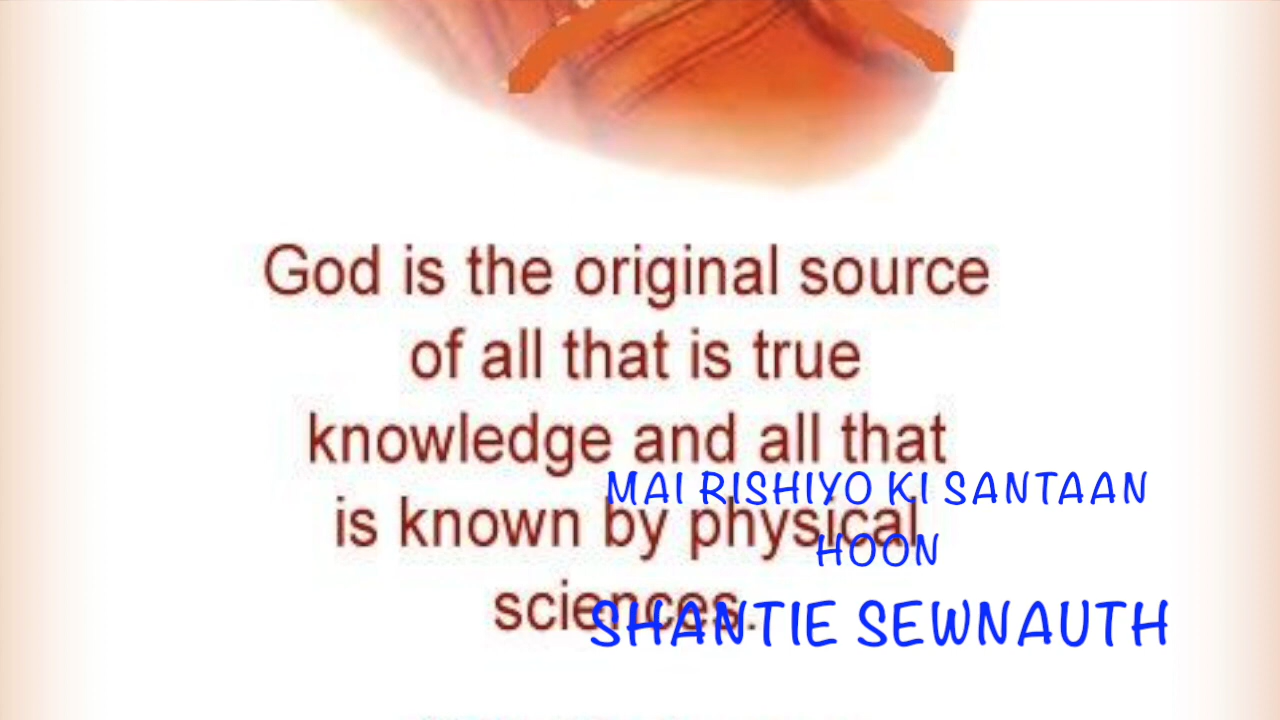 God is the original source
of all that is true
knowledge and all that
is known by physical
sciences.
MAI RISHIYO KI SANTAAN
HOON
SHANTIE SEWNAUTH